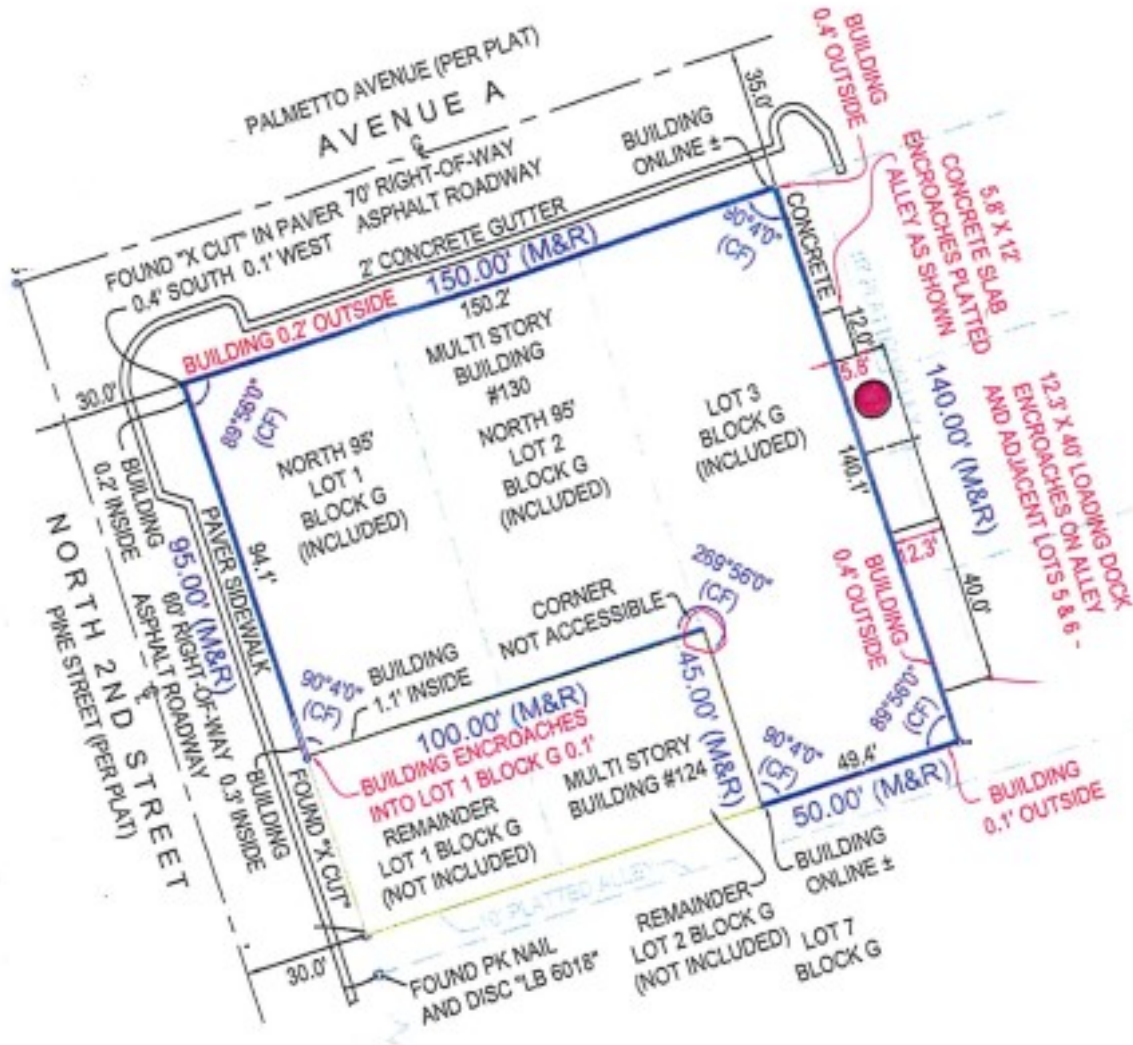 PALMETTO AVENUE (PER PLAT)
AVENUE A
35.0'
BUILDING
0.4' OUTSIDE
FOUND "X CUT" IN PAVER
0.4' SOUTH 0.1' WEST
70' RIGHT-OF-WAY
ASPHALT ROADWAY
2' CONCRETE GUTTER
BUILDING
ONLINE ±
5.8' X 12'
CONCRETE SLAB
ENCROACHES PLATTED
ALLEY AS SHOWN
BUILDING 0.2' OUTSIDE
150.00' (M&R)
150.2'
90°4'0"
(CF)
CONCRETE
12.0'
30.0'
89°56'0"
(CF)
MULTI STORY
BUILDING
#130
NORTH 95'
LOT 1
BLOCK G
(INCLUDED)
NORTH 95'
LOT 2
BLOCK G
(INCLUDED)
LOT 3
BLOCK G
(INCLUDED)
140.00' (M&R)
140.1'
12.3' X 40' LOADING DOCK
ENCROACHES ON ALLEY
AND ADJACENT LOTS 5 & 6 -
12.3'
40.0'
BUILDING
0.2' INSIDE
PAVER SIDEWALK
94.1'
95.00' (M&R)
NORTH 2ND STREET
PINE STREET (PER PLAT)
60' RIGHT-OF-WAY
ASPHALT ROADWAY
269°56'0"
(CF)
CORNER
NOT ACCESSIBLE
BUILDING
0.4' OUTSIDE
90°4'0"
(CF)
BUILDING
1.1' INSIDE
100.00' (M&R)
45.00' (M&R)
89°56'0"
(CF)
BUILDING ENCROACHES
INTO LOT 1 BLOCK G 0.1'
BUILDING
0.3' INSIDE
FOUND "X CUT"
REMAINDER
LOT 1 BLOCK G
(NOT INCLUDED)
MULTI STORY
BUILDING #124
90°4'0"
(CF)
49.4'
50.00' (M&R)
BUILDING
0.1' OUTSIDE
BUILDING
ONLINE ±
10' PLATTED ALLEY
REMAINDER
LOT 2 BLOCK G
(NOT INCLUDED)
LOT 7
BLOCK G
30.0'
FOUND PK NAIL
AND DISC "LB 6018"